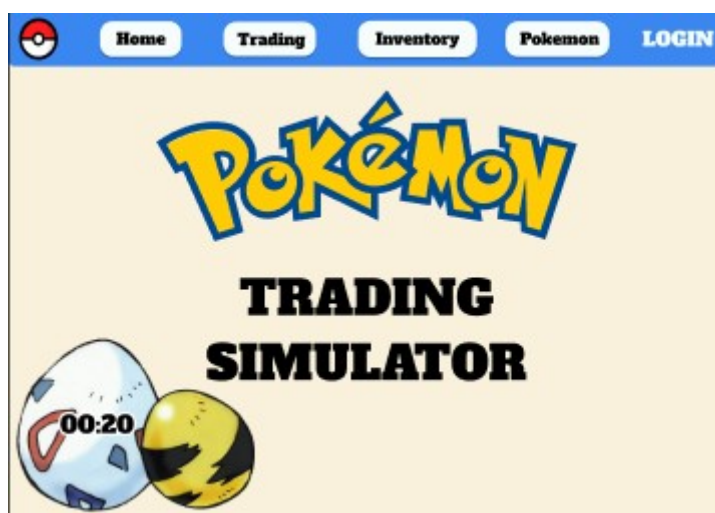 Home Trading Inventory Pokemon LOGIN
POKéMON
TRADING
SIMULATOR
00:20